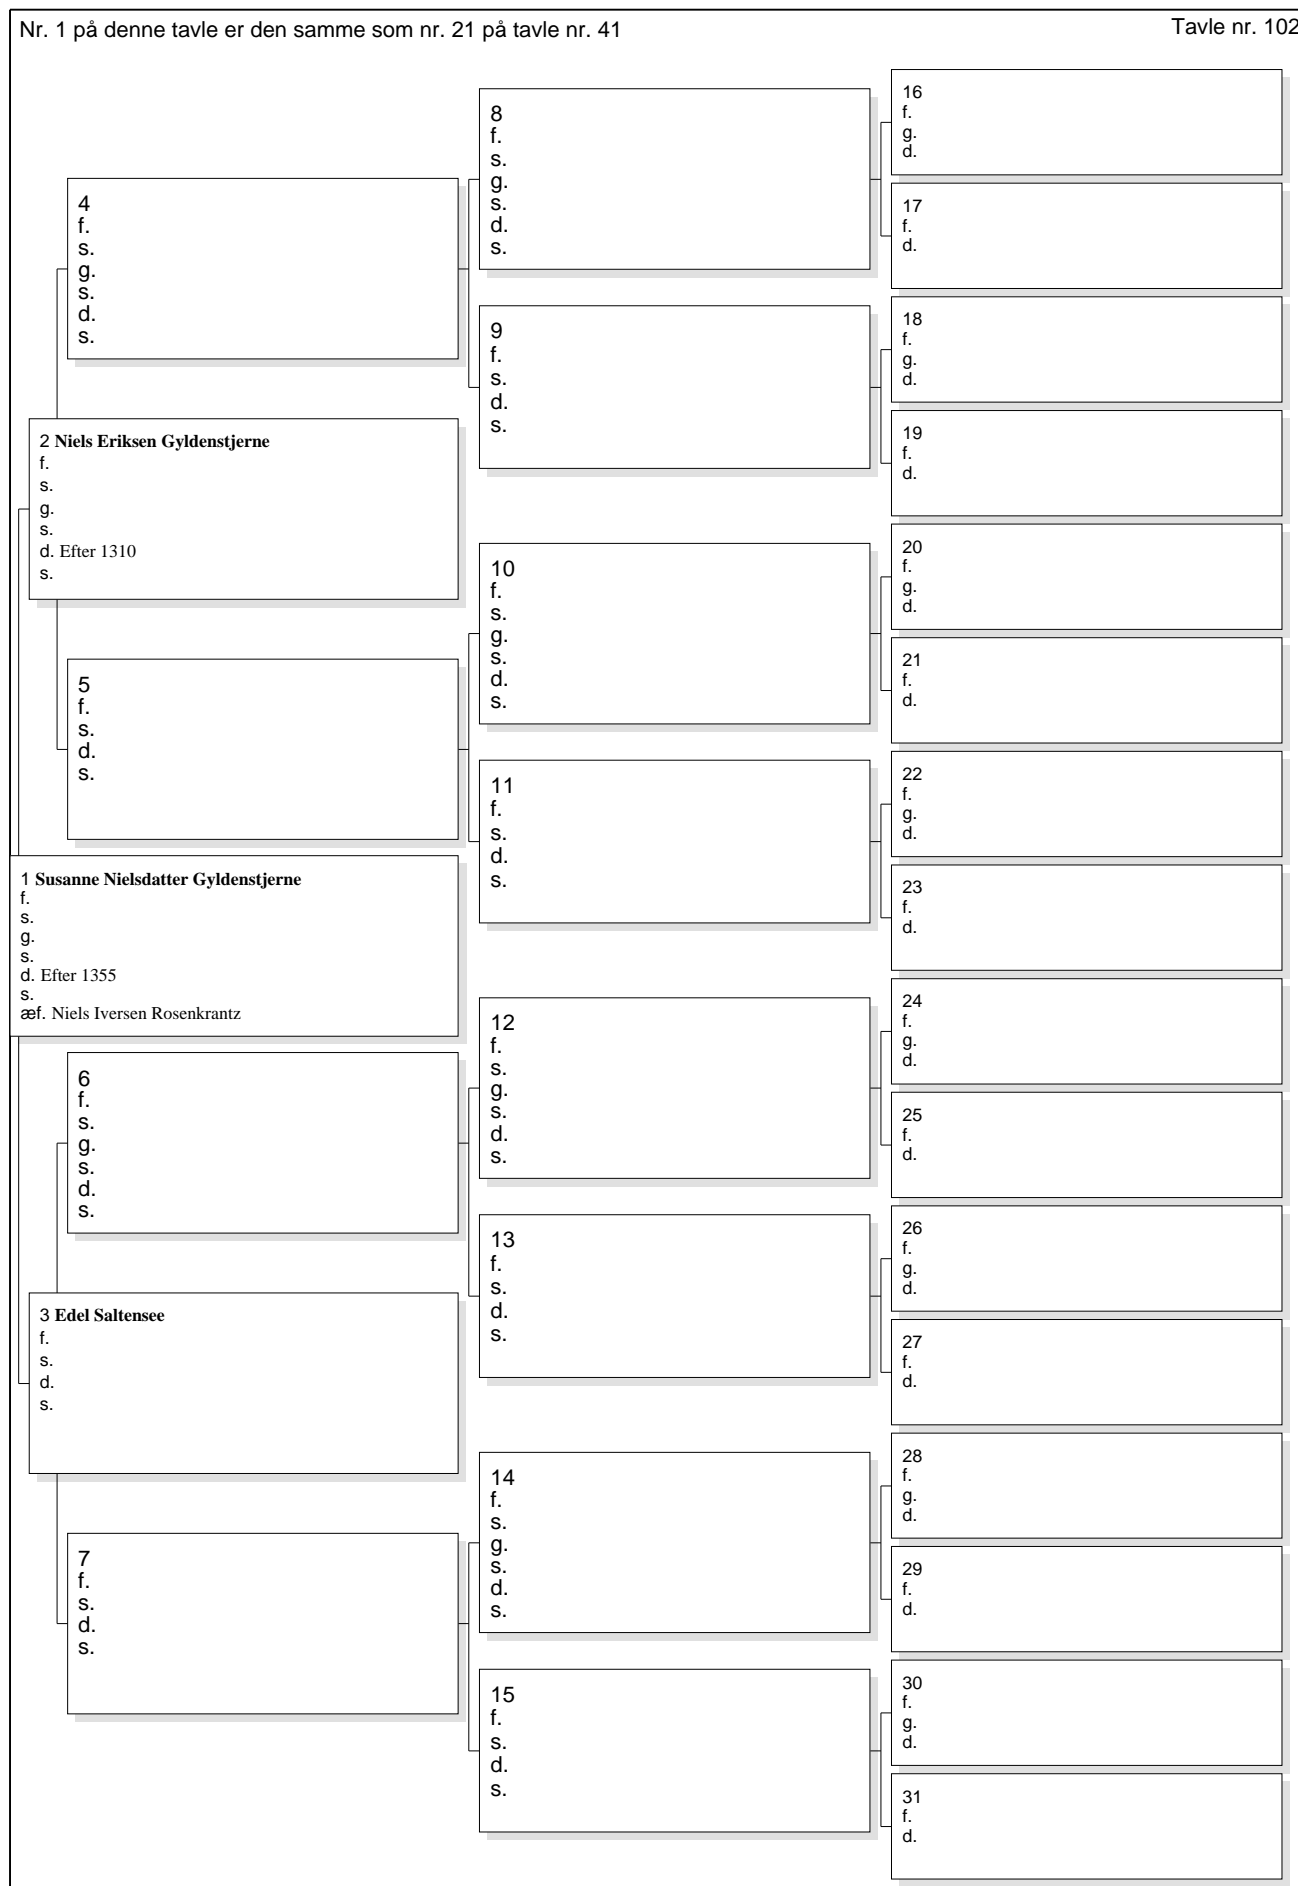 Nr. 1 på denne tavle er den samme som nr. 21 på tavle nr. 41
Tavle nr. 102
4
f.
s.
g.
s.
d.
s.
2 Niels Eriksen Gyldenstjerne
f.
s.
g.
s.
d. Efter 1310
s.
5
f.
s.
d.
s.
1 Susanne Nielsdatter Gyldenstjerne
f.
s.
g.
s.
d. Efter 1355
s.
æf. Niels Iversen Rosenkrantz
6
f.
s.
g.
s.
d.
s.
3 Edel Saltensee
f.
s.
d.
s.
7
f.
s.
d.
s.
8
f.
s.
g.
s.
d.
s.
9
f.
s.
d.
s.
10
f.
s.
g.
s.
d.
s.
11
f.
s.
d.
s.
12
f.
s.
g.
s.
d.
s.
13
f.
s.
d.
s.
14
f.
s.
g.
s.
d.
s.
15
f.
s.
d.
s.
16
f.
g.
d.
17
f.
d.
18
f.
g.
d.
19
f.
d.
20
f.
g.
d.
21
f.
d.
22
f.
g.
d.
23
f.
d.
24
f.
g.
d.
25
f.
d.
26
f.
g.
d.
27
f.
d.
28
f.
g.
d.
29
f.
d.
30
f.
g.
d.
31
f.
d.